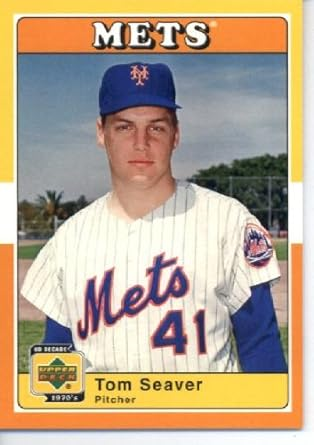 METS
Mets
41
UD DECADE
UPPER
DECK
1970's
Tom Seaver
Pitcher